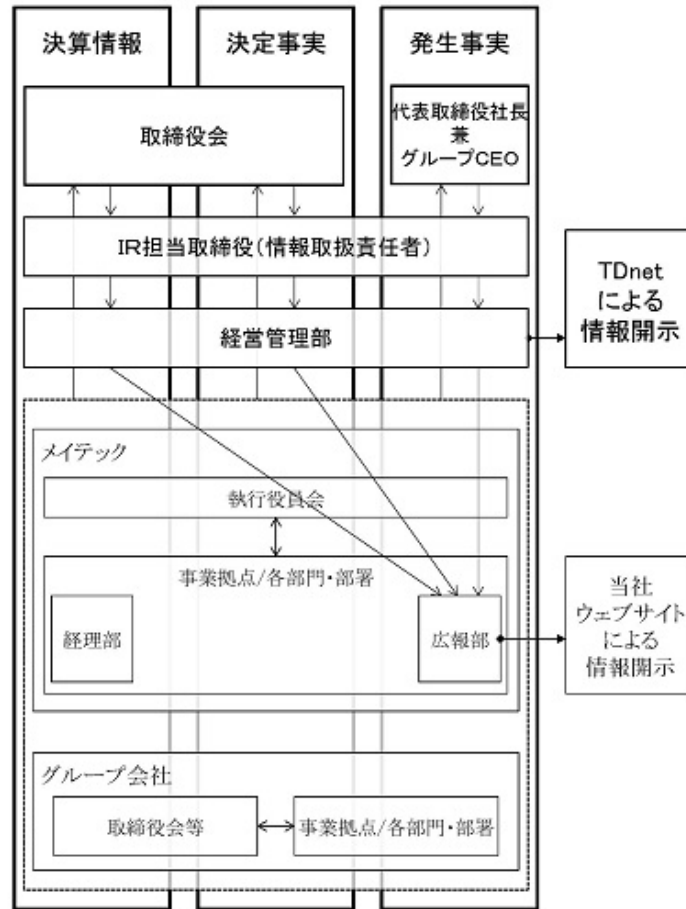 決算情報
決定事実
発生事実
取締役会
代表取締役社長
兼
グループCEO
IR担当取締役(情報取扱責任者)
経営管理部
TDnet
による
情報開示
メイテック
執行役員会
事業拠点/各部門・部署
経理部
広報部
当社
ウェブサイト
による
情報開示
グループ会社
取締役会等
事業拠点/各部門・部署